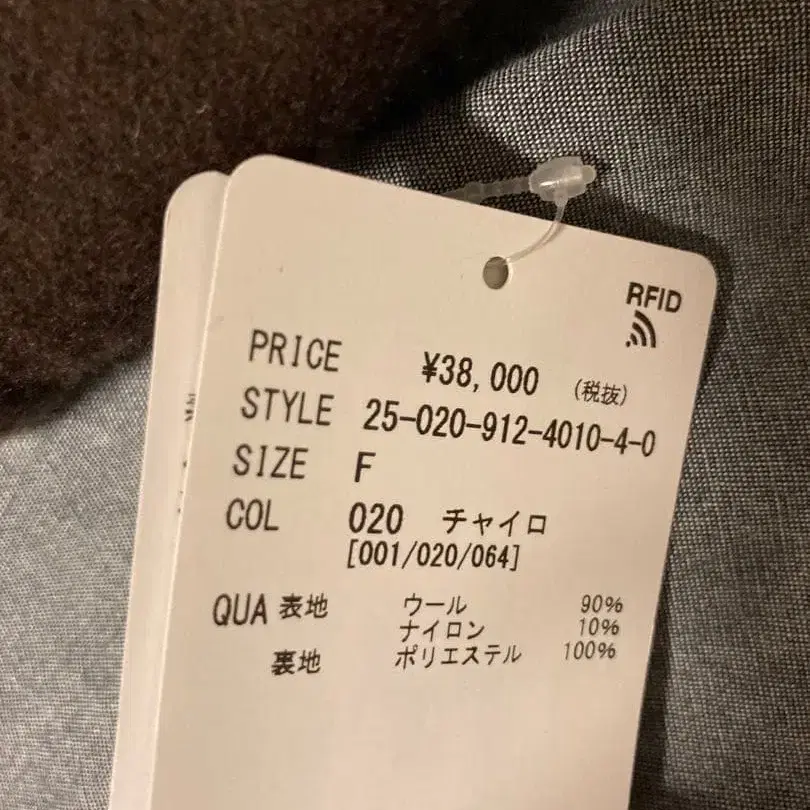 RFID
PRICE ¥38,000 (税抜)
STYLE 25-020-912-4010-4-0
SIZE F
COL 020 チャイロ
[001/020/064]
QUA 表地 ウール 90%
ナイロン 10%
裏地 ポリエステル 100%